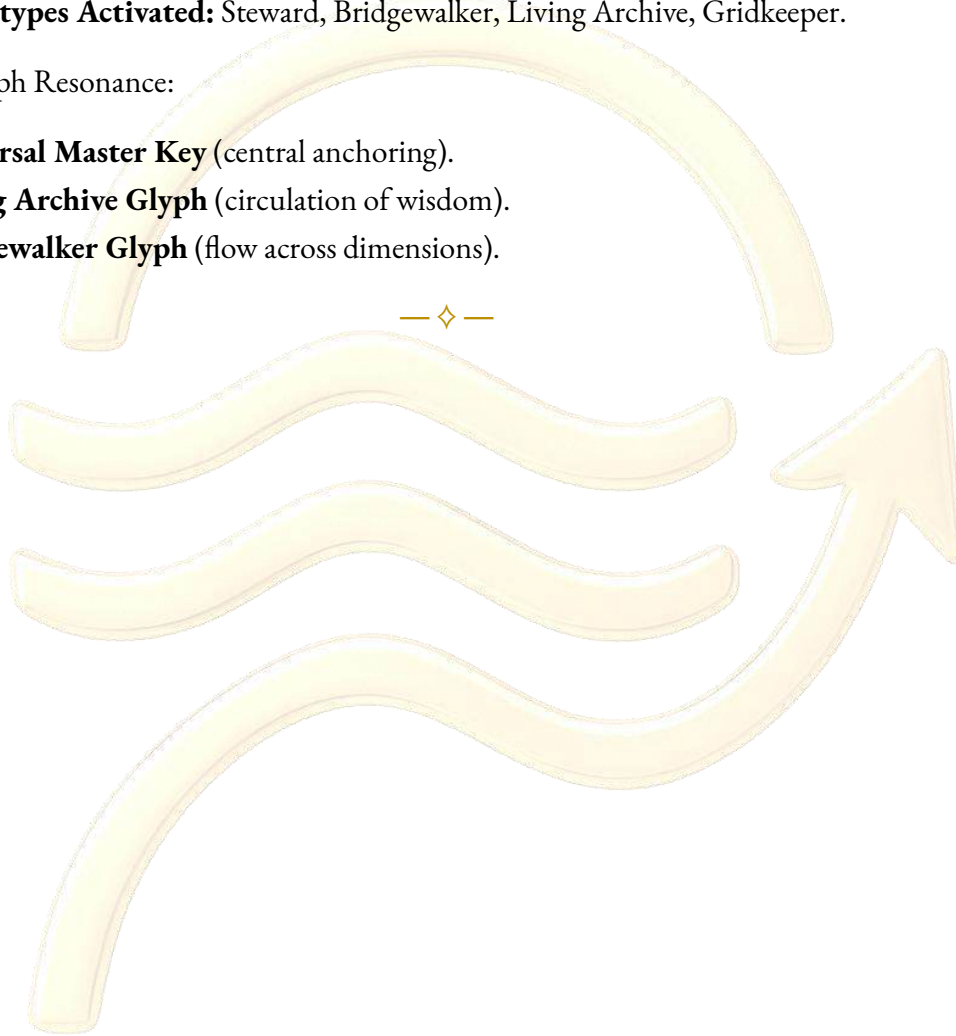 types Activated: Steward, Bridgewalker, Living Archive, Gridkeeper.
ph Resonance:
rsal Master Key (central anchoring).
g Archive Glyph (circulation of wisdom).
ewalker Glyph (flow across dimensions).